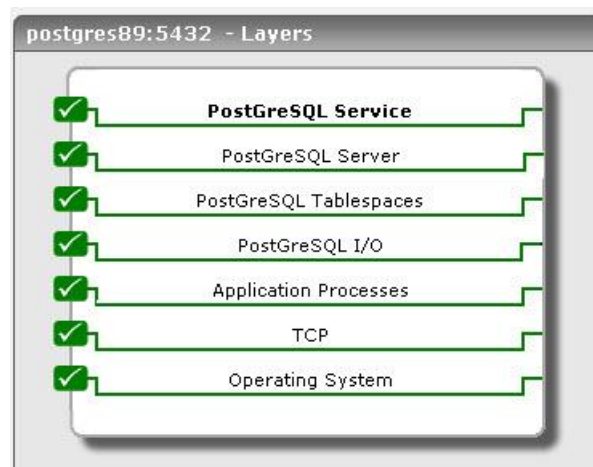 postgres89:5432 - Layers
PostGreSQL Service
PostGreSQL Server
PostGreSQL Tablespaces
PostGreSQL I/O
Application Processes
TCP
Operating System